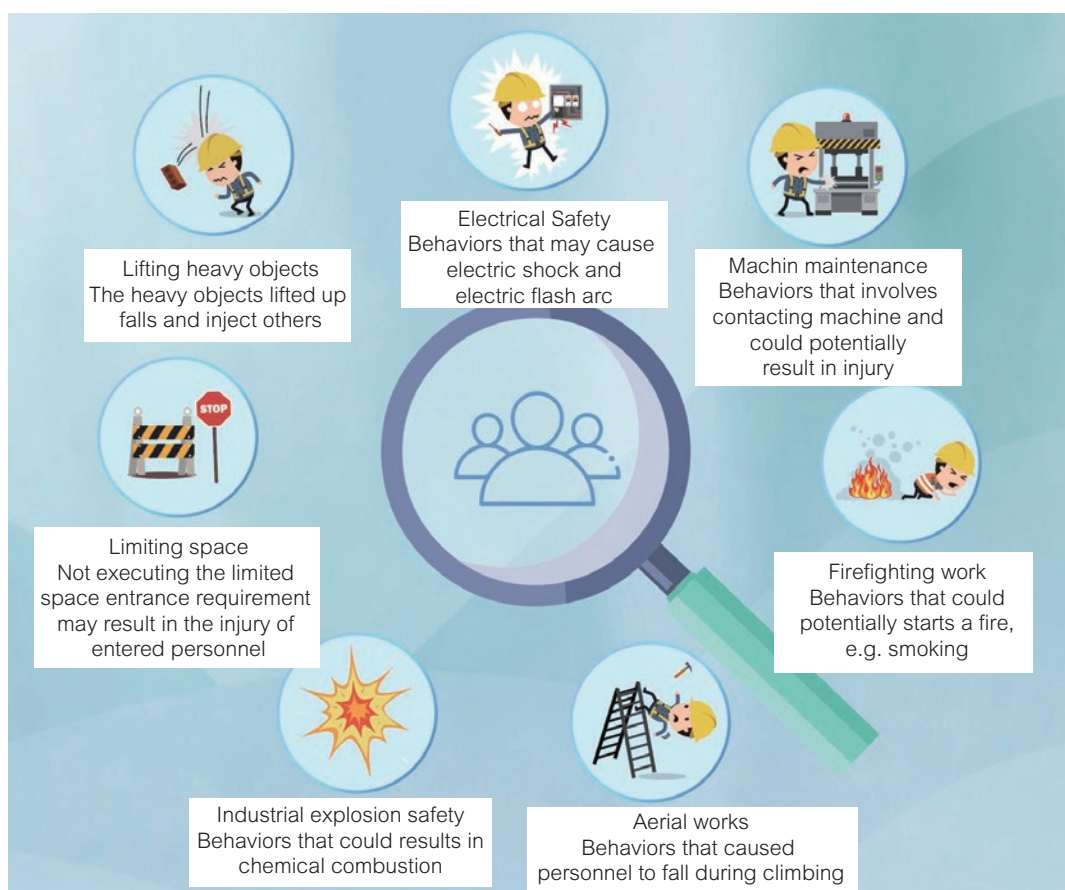 Electrical Safety
Behaviors that may cause
electric shock and
electric flash arc
Lifting heavy objects
The heavy objects lifted up
falls and inject others
Machin maintenance
Behaviors that involves
contacting machine and
could potentially
result in injury
STOP
Limiting space
Not executing the limited
space entrance requirement
may result in the injury of
entered personnel
Firefighting work
Behaviors that could
potentially starts a fire,
e.g. smoking
Industrial explosion safety
Behaviors that could results in
chemical combustion
Aerial works
Behaviors that caused
personnel to fall during climbing